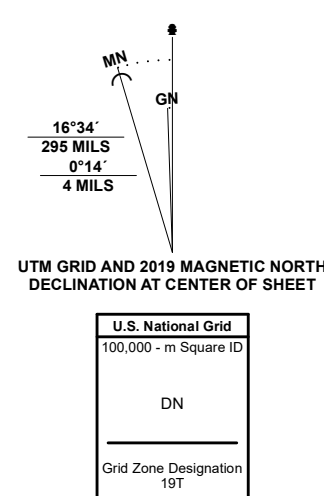 MN
GN
16°34´
295 MILS
0°14´
4 MILS
UTM GRID AND 2019 MAGNETIC NORTH
DECLINATION AT CENTER OF SHEET
U.S. National Grid
100,000 - m Square ID
DN
Grid Zone Designation
19T